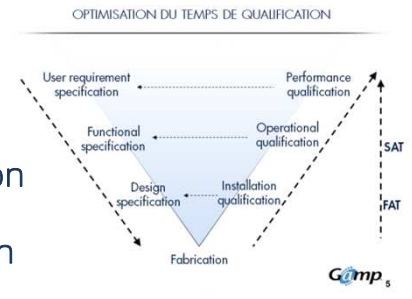 OPTIMISATION DU TEMPS DE QUALIFICATION
User requirement
specification
Performance
qualification
Functional
specification
Operational
qualification
SAT
on
Design
specification
Installation
qualification
FAT
n
Fabrication
Gamp 5